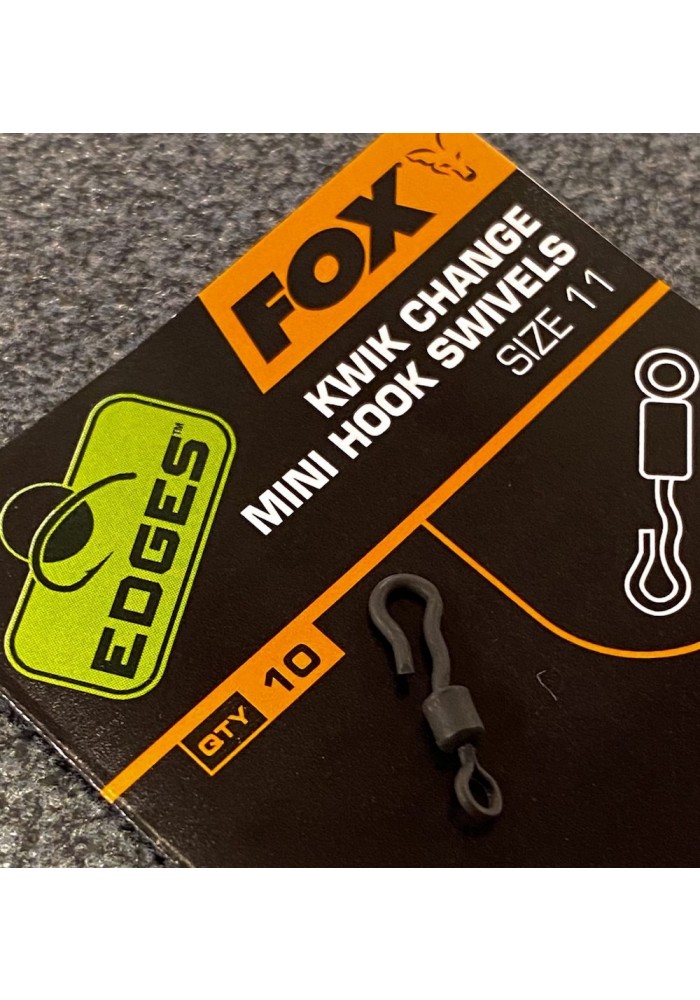 FOX
KWIK CHANGE
MINI HOOK SWIVELS
SIZE 11
EDGES™
QTY 10